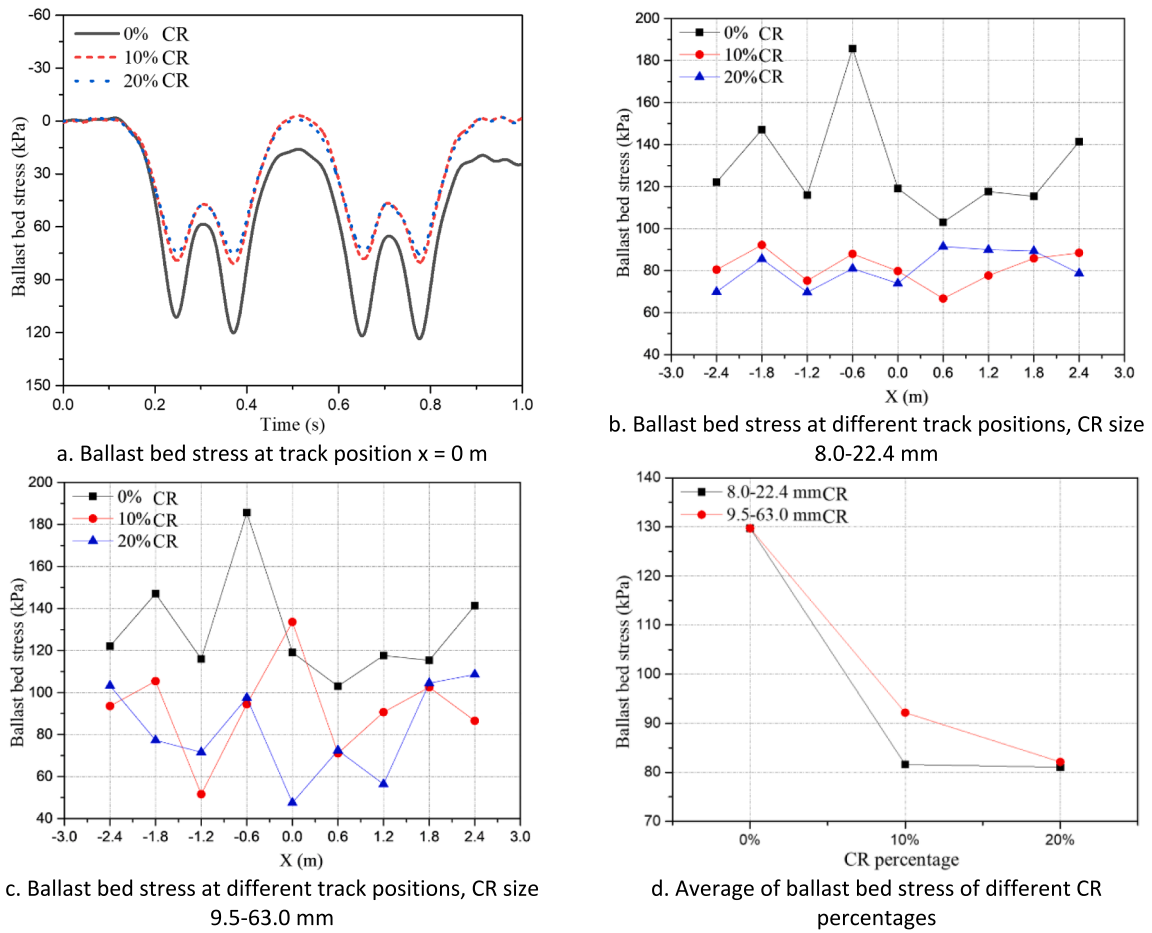 -60
-30
0
30
60
90
120
150
Ballast bed stress (kPa)
0% CR
10% CR
20% CR
0.0 0.2 0.4 0.6 0.8 1.0
Time (s)
a. Ballast bed stress at track position x = 0 m
200
180
160
140
120
100
80
60
40
Ballast bed stress (kPa)
0% CR
10% CR
20% CR
-3.0 -2.4 -1.8 -1.2 -0.6 0.0 0.6 1.2 1.8 2.4 3.0
X (m)
b. Ballast bed stress at different track positions, CR size
8.0-22.4 mm
200
180
160
140
120
100
80
60
40
Ballast bed stress (kPa)
0% CR
10% CR
20% CR
-3.0 -2.4 -1.8 -1.2 -0.6 0.0 0.6 1.2 1.8 2.4 3.0
X (m)
c. Ballast bed stress at different track positions, CR size
9.5-63.0 mm
140
130
120
110
100
90
80
70
Ballast bed stress (kPa)
8.0-22.4 mm CR
9.5-63.0 mm CR
0% 10% 20%
CR percentage
d. Average of ballast bed stress of different CR
percentages